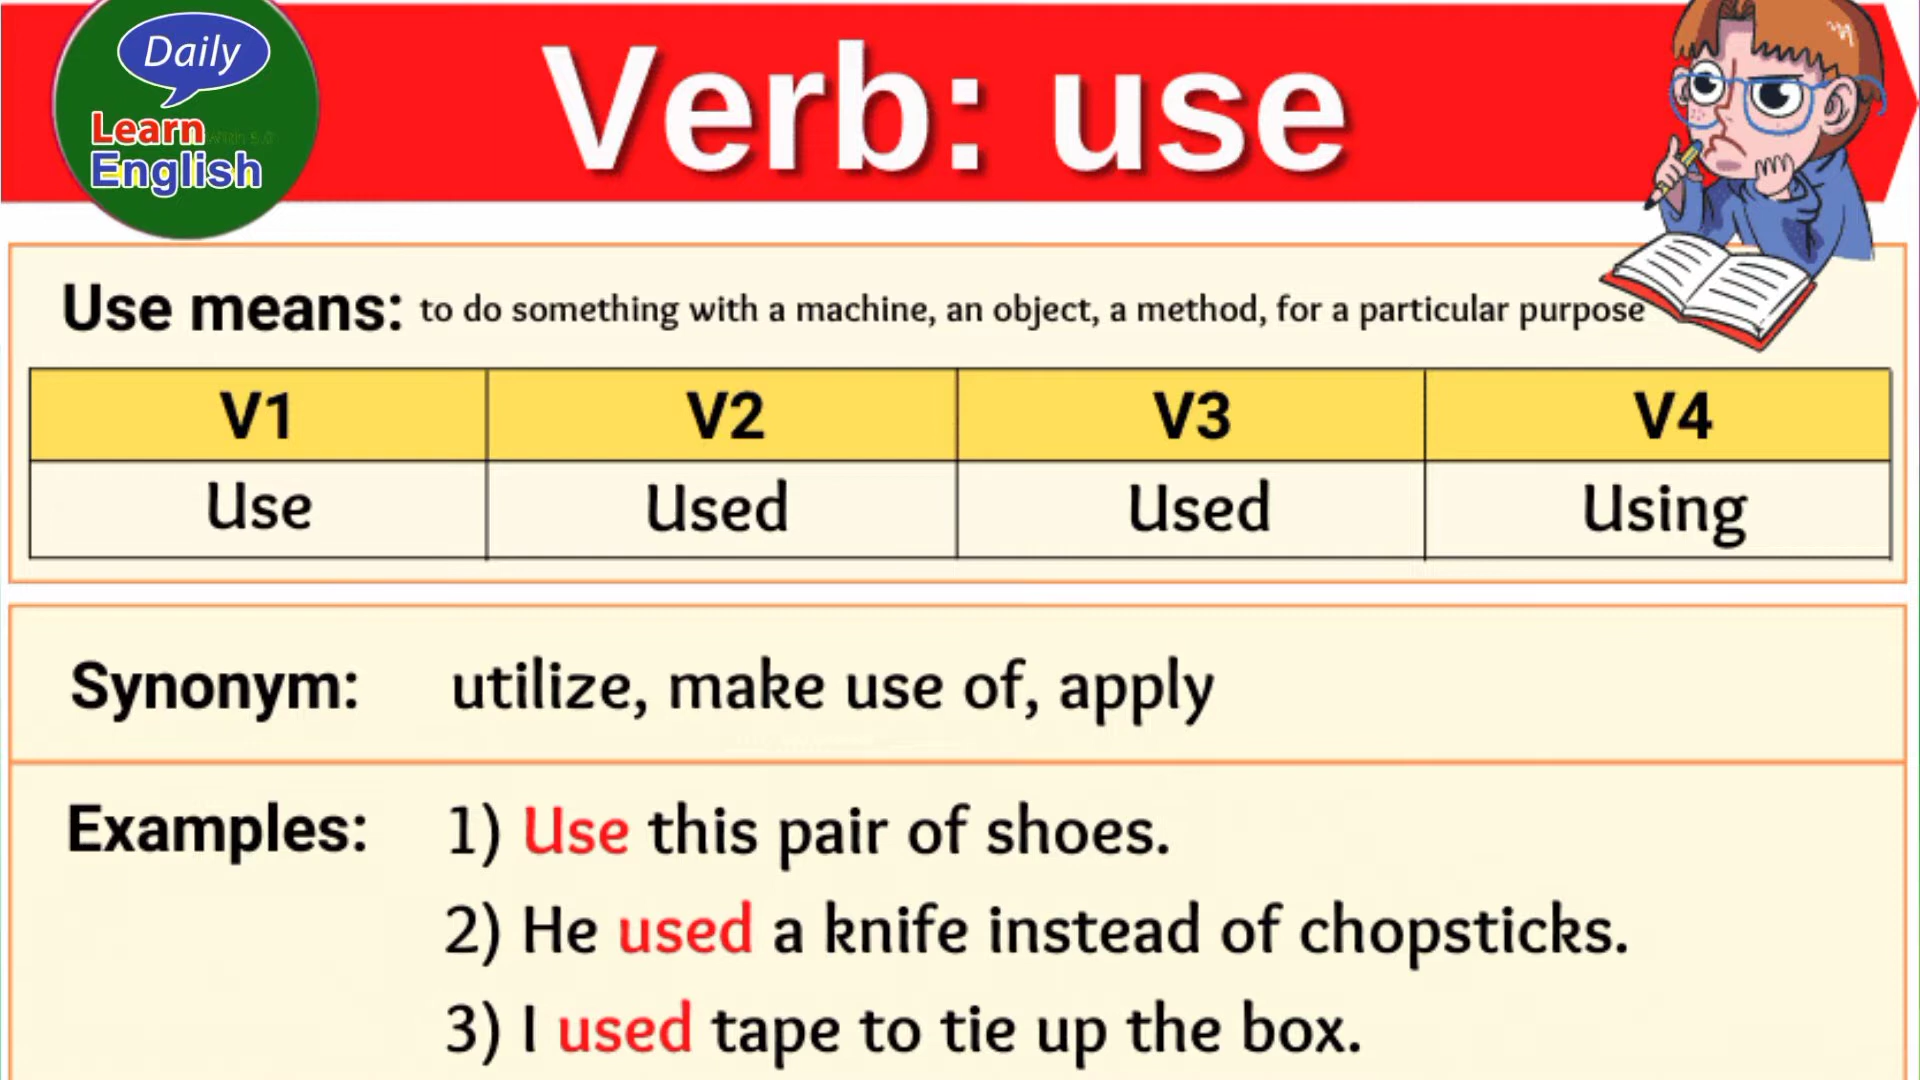 Daily
Learn
English
Verb: use
Use means: to do something with a machine, an object, a method, for a particular purpose
V1 V2 V3 V4
Use Used Used Using
Synonym: utilize, make use of, apply
Examples: 1) Use this pair of shoes.
2) He used a knife instead of chopsticks.
3) I used tape to tie up the box.